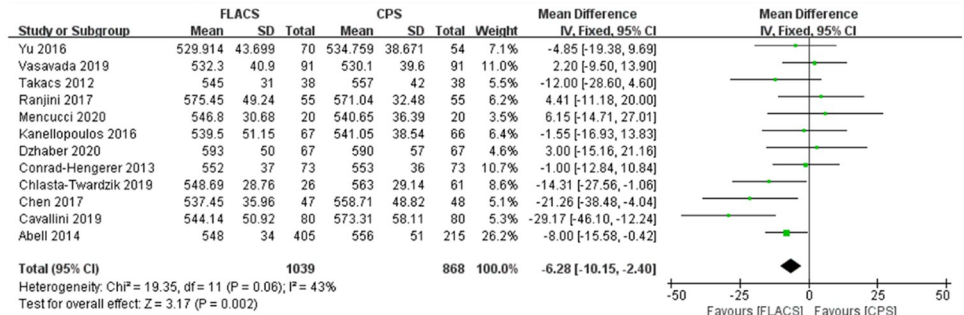 FLACS CPS Mean Difference Mean Difference
Study or Subgroup Mean SD Total Mean SD Total Weight IV, Fixed, 95% CI IV, Fixed, 95% CI
Yu 2016 529.914 43.699 70 534.759 38.671 54 7.1% -4.85 [-19.38, 9.69]
Vasavada 2019 532.3 40.9 91 530.1 39.6 91 11.0% 2.20 [-9.50, 13.90]
Takacs 2012 545 31 38 557 42 38 5.5% -12.00 [-28.60, 4.60]
Ranjini 2017 575.45 49.24 55 571.04 32.48 55 6.2% 4.41 [-11.18, 20.00]
Mencucci 2020 546.8 30.68 20 540.65 36.39 20 3.4% 6.15 [-14.71, 27.01]
Kanellopoulos 2016 539.5 51.15 67 541.05 38.54 66 6.3% -1.55 [-16.93, 13.83]
Dzhaber 2020 593 50 67 590 57 67 4.6% 3.00 [-15.16, 21.16]
Conrad-Hengerer 2013 552 37 73 553 36 73 10.7% -1.00 [-12.84, 10.84]
Chlasta-Twardzik 2019 548.69 28.76 26 563 29.14 61 8.6% -14.31 [-27.56, -1.06]
Chen 2017 537.45 35.96 47 558.71 48.82 48 5.1% -21.26 [-38.48, -4.04]
Cavallini 2019 544.14 50.92 80 573.31 58.11 80 5.3% -29.17 [-46.10, -12.24]
Abell 2014 548 34 405 556 51 215 26.2% -8.00 [-15.58, -0.42]
Total (95% CI) 1039 868 100.0% -6.28 [-10.15, -2.40]
Heterogeneity: Chi² = 19.35, df = 11 (P = 0.06); I² = 43%
Test for overall effect: Z = 3.17 (P = 0.002)
-50 -25 0 25 50
Favours [FLACS] Favours [CPS]